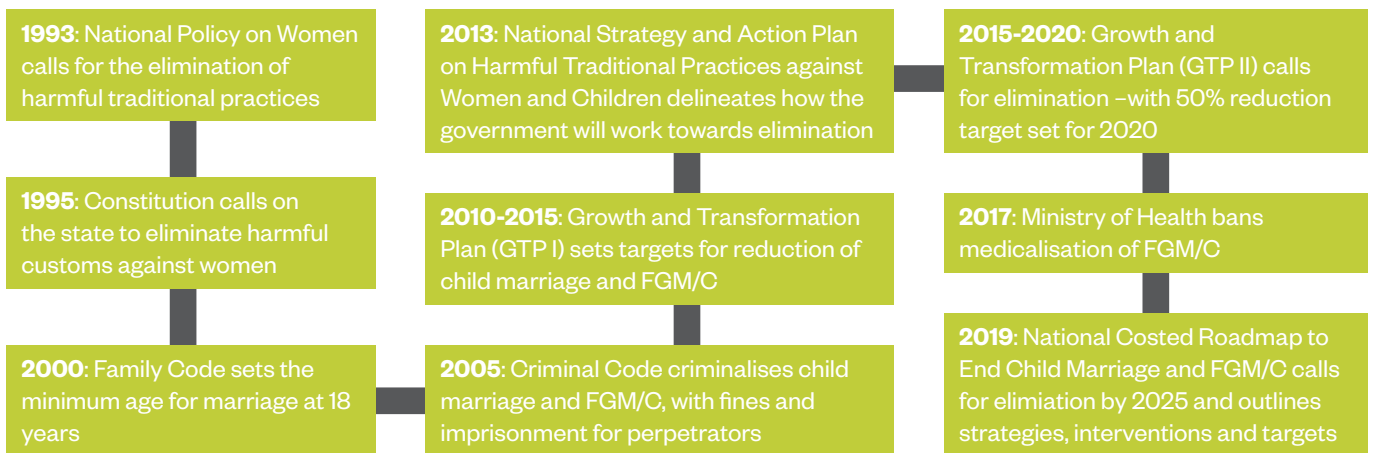 1993: National Policy on Women
calls for the elimination of
harmful traditional practices
1995: Constitution calls on
the state to eliminate harmful
customs against women
2000: Family Code sets the
minimum age for marriage at 18
years
2005: Criminal Code criminalises child
marriage and FGM/C, with fines and
imprisonment for perpetrators
2010-2015: Growth and Transformation
Plan (GTP I) sets targets for reduction of
child marriage and FGM/C
2013: National Strategy and Action Plan
on Harmful Traditional Practices against
Women and Children delineates how the
government will work towards elimination
2015-2020: Growth and
Transformation Plan (GTP II) calls
for elimination –with 50% reduction
target set for 2020
2017: Ministry of Health bans
medicalisation of FGM/C
2019: National Costed Roadmap to
End Child Marriage and FGM/C calls
for elimiation by 2025 and outlines
strategies, interventions and targets